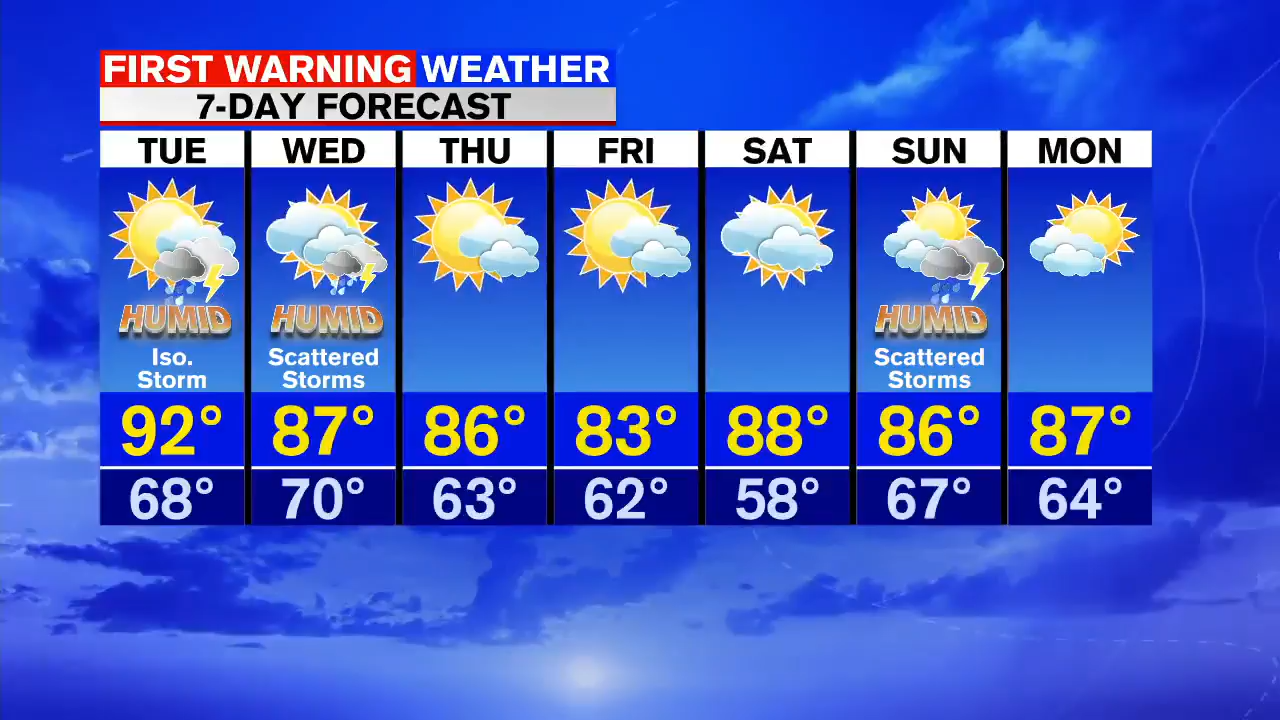 FIRST WARNING WEATHER
7-DAY FORECAST
TUE WED THU FRI SAT SUN MON
HUMID HUMID HUMID
Iso. Scattered Scattered
Storm Storms Storms
92° 87° 86° 83° 88° 86° 87°
68° 70° 63° 62° 58° 67° 64°